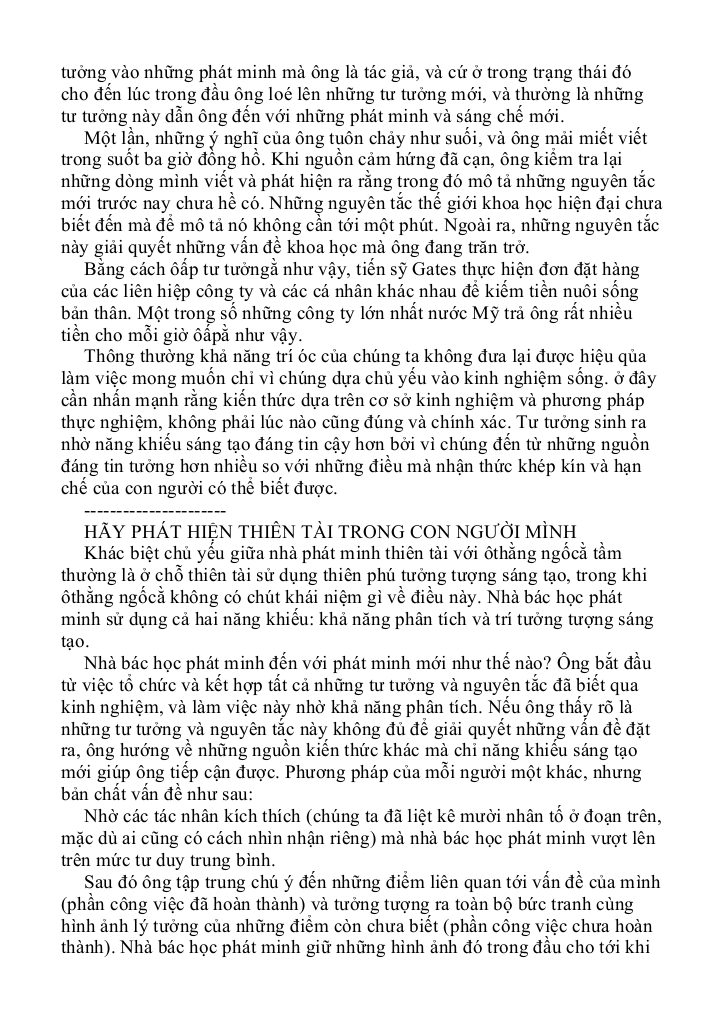 tưởng vào những phát minh mà ông là tác giả, và cứ ở trong trạng thái đó
cho đến lúc trong đầu ông loé lên những tư tưởng mới, và thường là những
tư tưởng này dẫn ông đến với những phát minh và sáng chế mới.
Một lần, những ý nghĩ của ông tuôn chảy như suối, và ông mải miết viết
trong suốt ba giờ đồng hồ. Khi nguồn cảm hứng đã cạn, ông kiểm tra lại
những dòng mình viết và phát hiện ra rằng trong đó mô tả những nguyên tắc
mới trước nay chưa hề có. Những nguyên tắc thế giới khoa học hiện đại chưa
biết đến mà để mô tả nó không cần tới một phút. Ngoài ra, những nguyên tắc
này giải quyết những vấn đề khoa học mà ông đang trăn trở.
Bằng cách ôấp tư tưởngằ như vậy, tiến sỹ Gates thực hiện đơn đặt hàng
của các liên hiệp công ty và các cá nhân khác nhau để kiếm tiền nuôi sống
bản thân. Một trong số những công ty lớn nhất nước Mỹ trả ông rất nhiều
tiền cho mỗi giờ ôấpằ như vậy.
Thông thường khả năng trí óc của chúng ta không đưa lại được hiệu qủa
làm việc mong muốn chỉ vì chúng dựa chủ yếu vào kinh nghiệm sống. ở đây
cần nhấn mạnh rằng kiến thức dựa trên cơ sở kinh nghiệm và phương pháp
thực nghiệm, không phải lúc nào cũng đúng và chính xác. Tư tưởng sinh ra
nhờ năng khiếu sáng tạo đáng tin cậy hơn bởi vì chúng đến từ những nguồn
đáng tin tưởng hơn nhiều so với những điều mà nhận thức khép kín và hạn
chế của con người có thể biết được.
----------------------
HÃY PHÁT HIỆN THIÊN TÀI TRONG CON NGƯỜI MÌNH
Khác biệt chủ yếu giữa nhà phát minh thiên tài với ôthằng ngốcằ tầm
thường là ở chỗ thiên tài sử dụng thiên phú tưởng tượng sáng tạo, trong khi
ôthằng ngốcằ không có chút khái niệm gì về điều này. Nhà bác học phát
minh sử dụng cả hai năng khiếu: khả năng phân tích và trí tưởng tượng sáng
tạo.
Nhà bác học phát minh đến với phát minh mới như thế nào? Ông bắt đầu
từ việc tổ chức và kết hợp tất cả những tư tưởng và nguyên tắc đã biết qua
kinh nghiệm, và làm việc này nhờ khả năng phân tích. Nếu ông thấy rõ là
những tư tưởng và nguyên tắc này không đủ để giải quyết những vấn đề đặt
ra, ông hướng về những nguồn kiến thức khác mà chỉ năng khiếu sáng tạo
mới giúp ông tiếp cận được. Phương pháp của mỗi người một khác, nhưng
bản chất vấn đề như sau:
Nhờ các tác nhân kích thích (chúng ta đã liệt kê mười nhân tố ở đoạn trên,
mặc dù ai cũng có cách nhìn nhận riêng) mà nhà bác học phát minh vượt lên
trên mức tư duy trung bình.
Sau đó ông tập trung chú ý đến những điểm liên quan tới vấn đề của mình
(phần công việc đã hoàn thành) và tưởng tượng ra toàn bộ bức tranh cùng
hình ảnh lý tưởng của những điểm còn chưa biết (phần công việc chưa hoàn
thành). Nhà bác học phát minh giữ những hình ảnh đó trong đầu cho tới khi